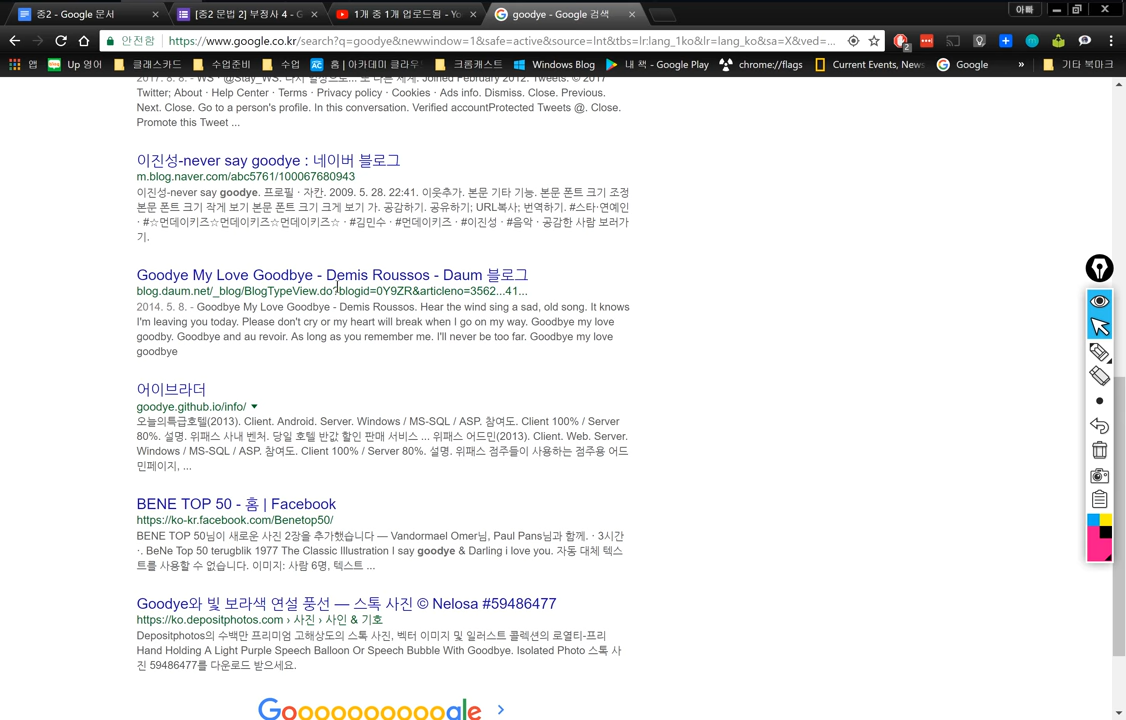 중2 - Google 문서
[중2 문법 2] 부정사 4 - G
1개 중 1개 업로드됨 - Yo
goodye - Google 검색
아빠
안전함
https://www.google.co.kr/search?q=goodye&newwindow=1&safe=active&source=lnt&tbs=lr:lang_1ko&lr=lang_ko&sa=X&ved=...
앱
Up 영어
클래스카드
수업준비
수업
홈 | 아카데미 클라우
크롬캐스트
Windows Blog
내 책 - Google Play
chrome://flags
Current Events, News
Google
»
기타 북마크
2017. 8. 8. - WS · @Stay_WS. 다시 일상으로... 또 다른 세계. Joined February 2012. Tweets. © 2017
Twitter; About · Help Center · Terms · Privacy policy · Cookies · Ads info. Dismiss. Close. Previous.
Next. Close. Go to a person's profile. In this conversation. Verified accountProtected Tweets @. Close.
Promote this Tweet ...
이진성-never say goodye : 네이버 블로그
m.blog.naver.com/abc5761/100067680943
이진성-never say goodye. 프로필 · 자칸. 2009. 5. 28. 22:41. 이웃추가. 본문 기타 기능. 본문 폰트 크기 조정
본문 폰트 크기 작게 보기 본문 폰트 크기 크게 보기 가. 공감하기. 공유하기; URL복사; 번역하기. #스타·연예인
· #☆먼데이키즈☆먼데이키즈☆먼데이키즈☆ · #김민수 · #먼데이키즈 · #이진성 · #음악 · 공감한 사람 보러가
기.
Goodye My Love Goodbye - Demis Roussos - Daum 블로그
blog.daum.net/_blog/BlogTypeView.do?blogid=0Y9ZR&articleno=3562...41...
2014. 5. 8. - Goodbye My Love Goodbye - Demis Roussos. Hear the wind sing a sad, old song. It knows
I'm leaving you today. Please don't cry or my heart will break when I go on my way. Goodbye my love
goodby. Goodbye and au revoir. As long as you remember me. I'll never be too far. Goodbye my love
goodbye
어이브라더
goodye.github.io/info/
오늘의특급호텔(2013). Client. Android. Server. Windows / MS-SQL / ASP. 참여도. Client 100% / Server
80%. 설명. 위패스 사내 벤처. 당일 호텔 반값 할인 판매 서비스 ... 위패스 어드민(2013). Client. Web. Server.
Windows / MS-SQL / ASP. 참여도. Client 100% / Server 80%. 설명. 위패스 점주들이 사용하는 점주용 어드
민페이지, ...
BENE TOP 50 - 홈 | Facebook
https://ko-kr.facebook.com/Benetop50/
BENE TOP 50님이 새로운 사진 2장을 추가했습니다 — Vandormael Omer님, Paul Pans님과 함께. · 3시간
·. BeNe Top 50 terugblik 1977 The Classic Illustration I say goodye & Darling i love you. 자동 대체 텍스
트를 사용할 수 없습니다. 이미지: 사람 6명, 텍스트 ...
Goodye와 빛 보라색 연설 풍선 — 스톡 사진 © Nelosa #59486477
https://ko.depositphotos.com › 사진 › 사인 & 기호
Depositphotos의 수백만 프리미엄 고해상도의 스톡 사진, 벡터 이미지 및 일러스트 콜렉션의 로열티-프리
Hand Holding A Light Purple Speech Balloon Or Speech Bubble With Goodbye. Isolated Photo 스톡 사
진 59486477를 다운로드 받으세요.
Goooooooooogle